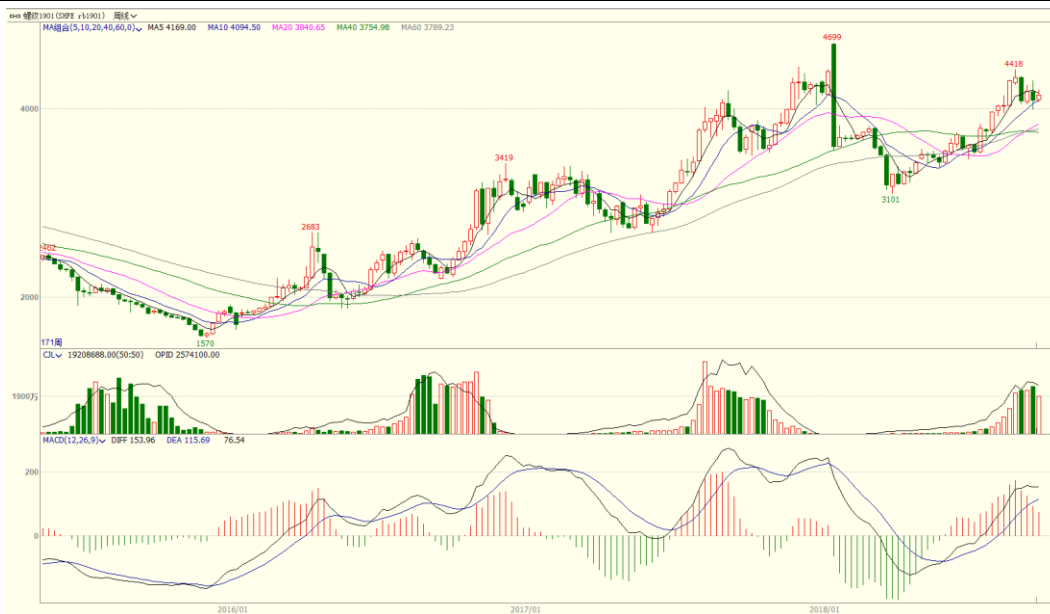 螺纹1901(SHFE rb1901) 周线
MA组合(5,10,20,40,60,0) MA5 4169.00 MA10 4094.50 MA20 3840.65 MA40 3754.98 MA60 3789.23
4699
4418
4000
3419
3101
2683
2462
2000
1578
171周
CJL 19208688.00(50:50) OPID 2574100.00
1900万
MACD(12,26,9) DIFF 153.96 DEA 115.69 76.54
200
0
2016/01 2017/01 2018/01